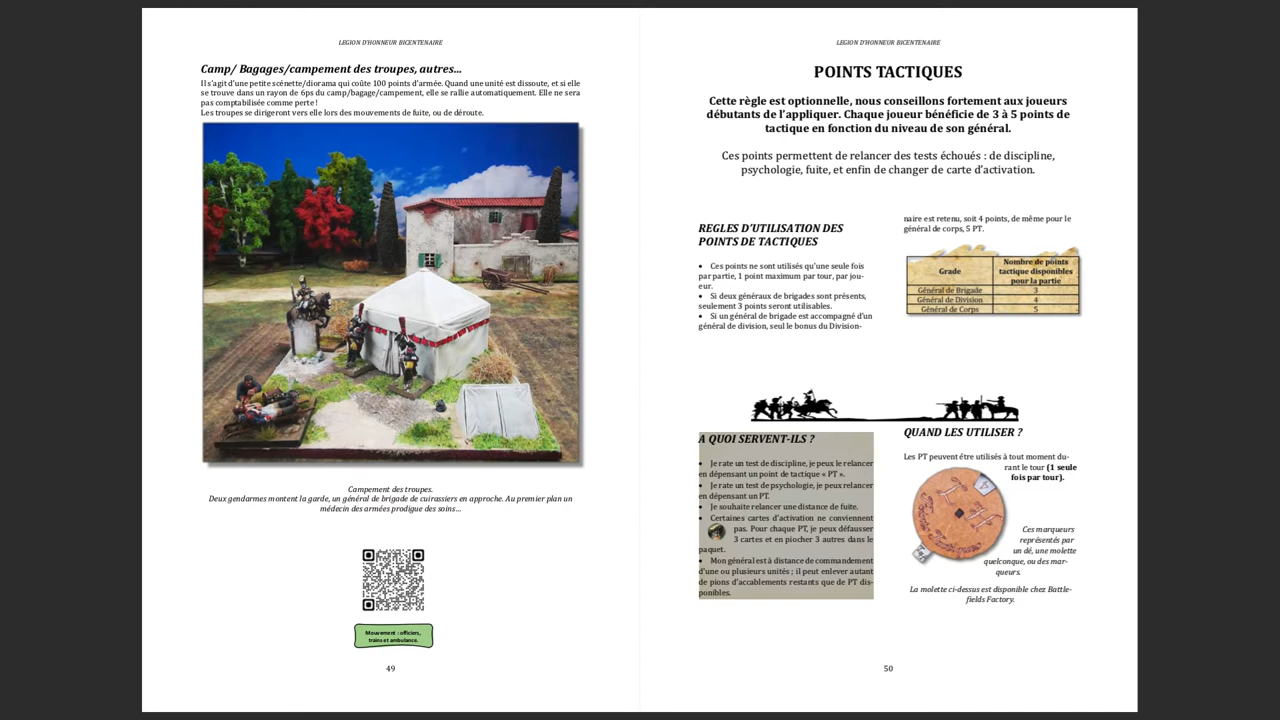 LEGION D'HONNEUR BICENTENAIRE
Camp/ Bagages/campement des troupes, autres...
Il s'agit d'une petite scénette/diorama qui coûte 100 points d'armée. Quand une unité est dissoute, et si elle
se trouve dans un rayon de 6ps du camp/bagage/campement, elle se rallie automatiquement. Elle ne sera
pas comptabilisée comme perte !
Les troupes se dirigeront vers elle lors des mouvements de fuite, ou de déroute.
Campement des troupes.
Deux gendarmes montent la garde, un général de brigade de cuirassiers en approche. Au premier plan un
médecin des armées prodigue des soins...
Mouvement : officiers,
trains et ambulance.
49
LEGION D'HONNEUR BICENTENAIRE
POINTS TACTIQUES
Cette règle est optionnelle, nous conseillons fortement aux joueurs
débutants de l'appliquer. Chaque joueur bénéficie de 3 à 5 points de
tactique en fonction du niveau de son général.
Ces points permettent de relancer des tests échoués : de discipline,
psychologie, fuite, et enfin de changer de carte d'activation.
REGLES D'UTILISATION DES
POINTS DE TACTIQUES
• Ces points ne sont utilisés qu'une seule fois
par partie, 1 point maximum par tour, par jou-
eur.
• Si deux généraux de brigades sont présents,
seulement 3 points seront utilisables.
• Si un général de brigade est accompagné d'un
général de division, seul le bonus du Division-
naire est retenu, soit 4 points, de même pour le
général de corps, 5 PT.
Grade
Nombre de points
tactique disponibles
pour la partie
Général de Brigade 3
Général de Division 4
Général de Corps 5
A QUOI SERVENT-ILS ?
• Je rate un test de discipline, je peux le relancer
en dépensant un point de tactique « PT ».
• Je rate un test de psychologie, je peux relancer
en dépensant un PT.
• Je souhaite relancer une distance de fuite.
• Certaines cartes d'activation ne conviennent
pas. Pour chaque PT, je peux défausser
3 cartes et en piocher 3 autres dans le
paquet.
• Mon général est à distance de commandement
d'une ou plusieurs unités ; il peut enlever autant
de pions d'accablements restants que de PT dis-
ponibles.
QUAND LES UTILISER ?
Les PT peuvent être utilisés à tout moment du-
rant le tour (1 seule
fois par tour).
Ces marqueurs
représentés par
un dé, une molette
quelconque, ou des mar-
queurs.
La molette ci-dessus est disponible chez Battle-
fields Factory.
50